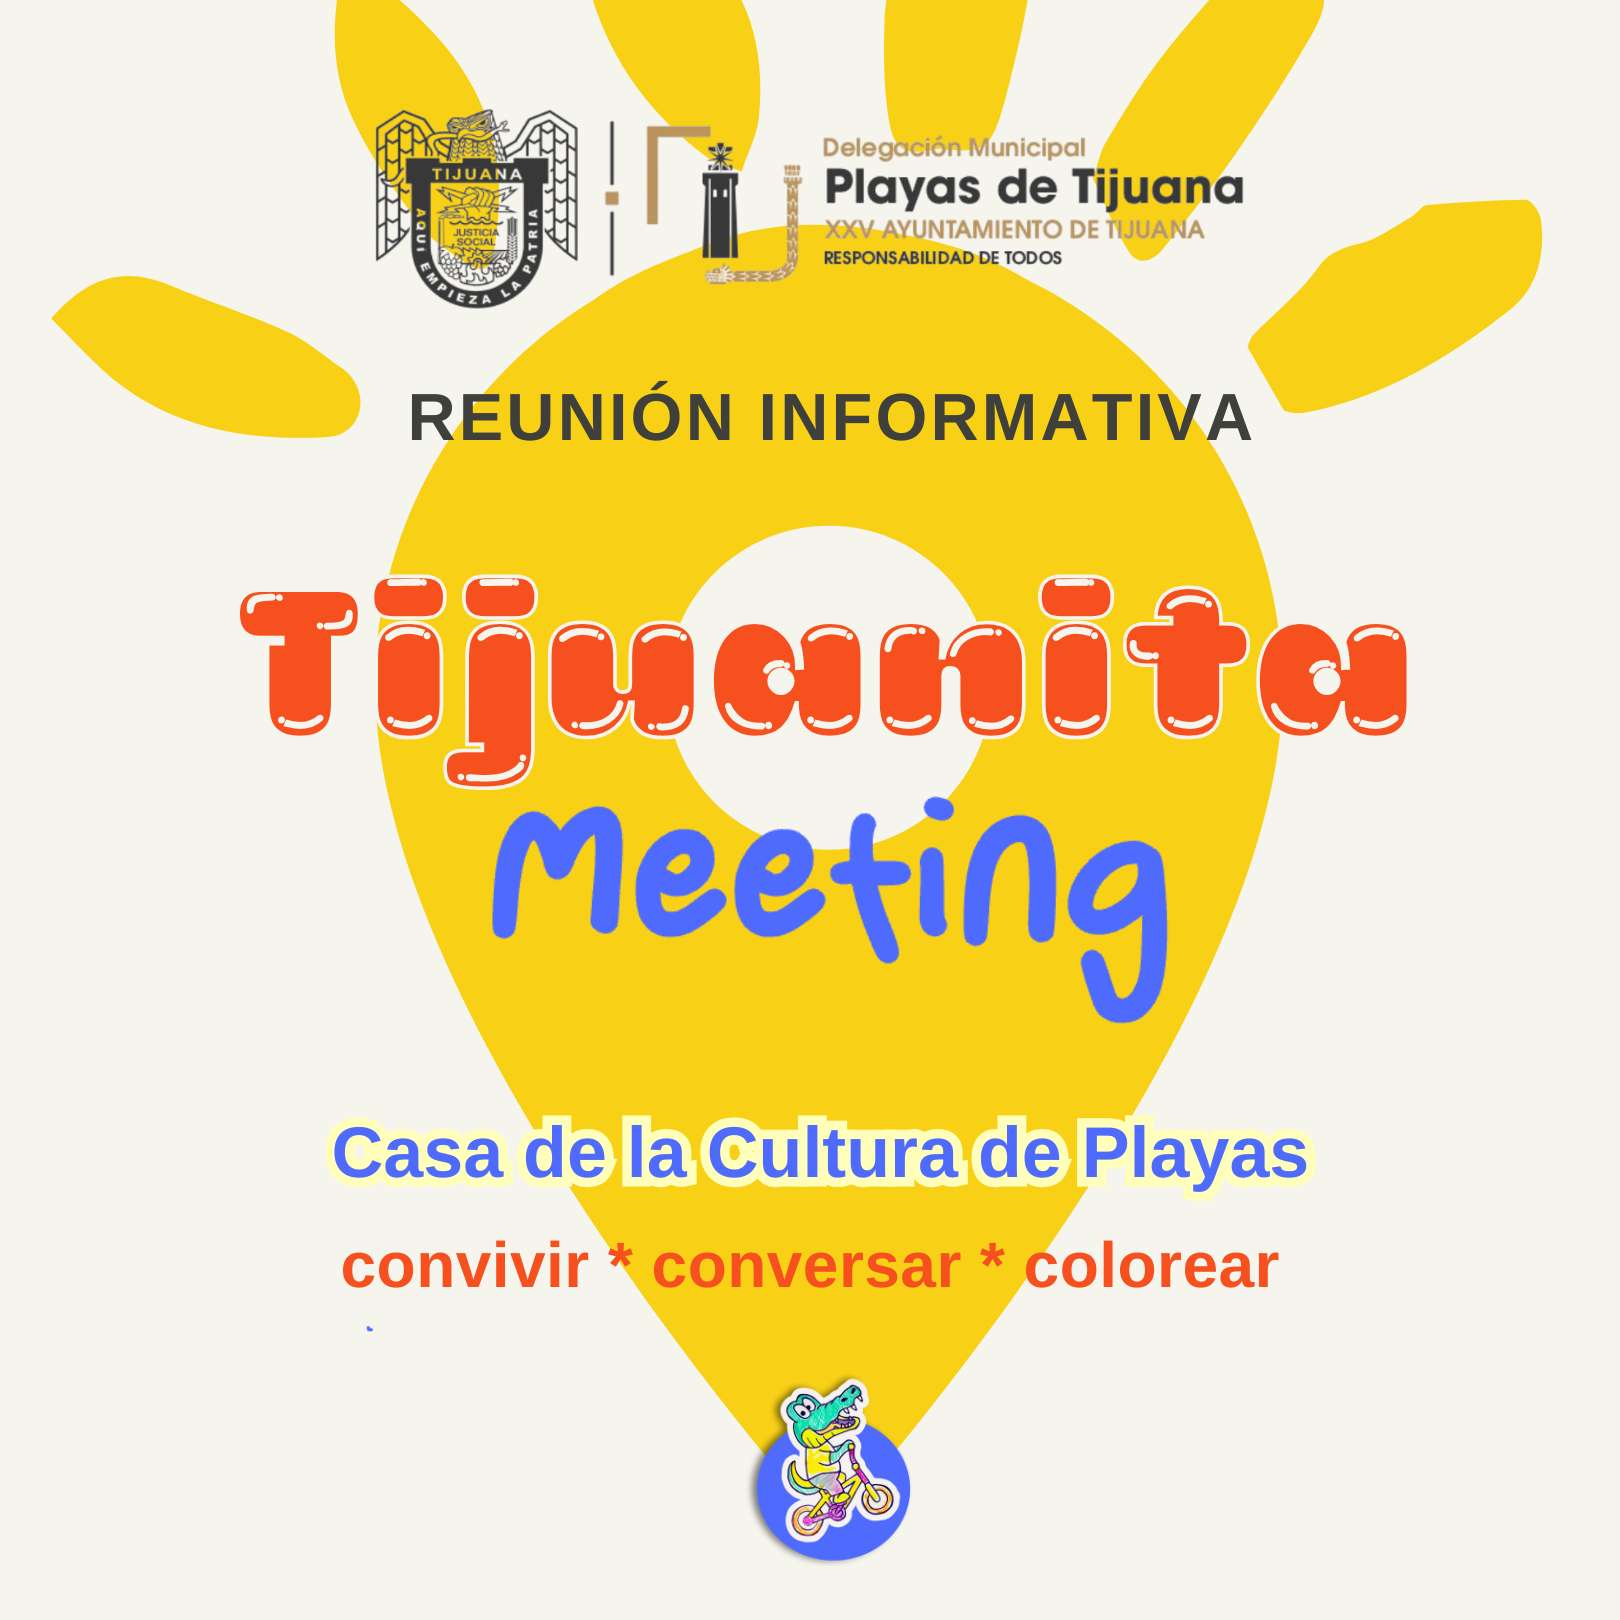 TIJUANA
JUSTICIA
SOCIAL
AQUI EMPIEZA LA PATRIA
Delegación Municipal
Playas de Tijuana
XXV AYUNTAMIENTO DE TIJUANA
RESPONSABILIDAD DE TODOS
REUNIÓN INFORMATIVA
Tijuanita
Meeting
Casa de la Cultura de Playas
convivir * conversar * colorear